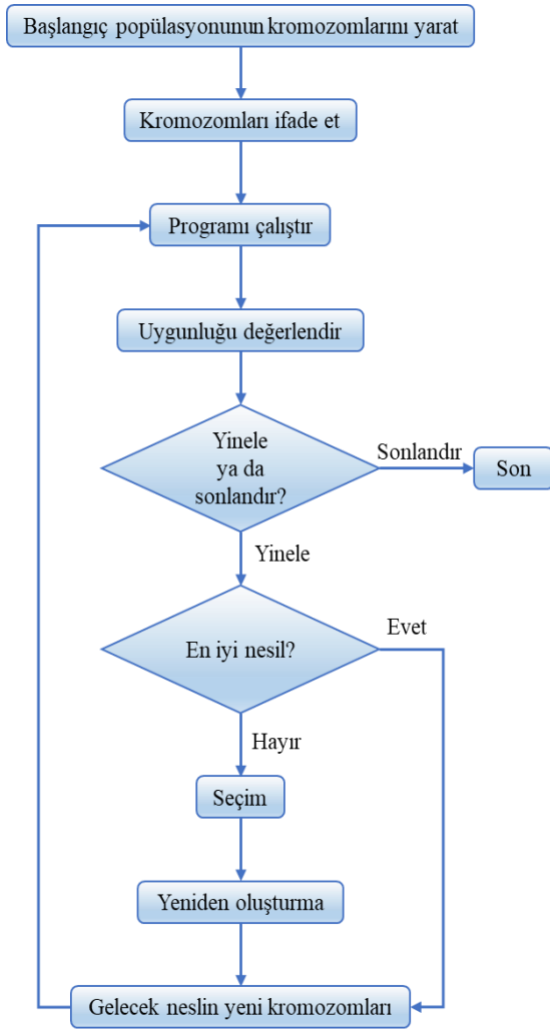 Başlangıç popülasyonunun kromozomlarını yarat
Kromozomları ifade et
Programı çalıştır
Uygunluğu değerlendir
Yinele
ya da
sonlandır?
Sonlandır
Son
Yinele
En iyi nesil?
Evet
Hayır
Seçim
Yeniden oluşturma
Gelecek neslin yeni kromozomları